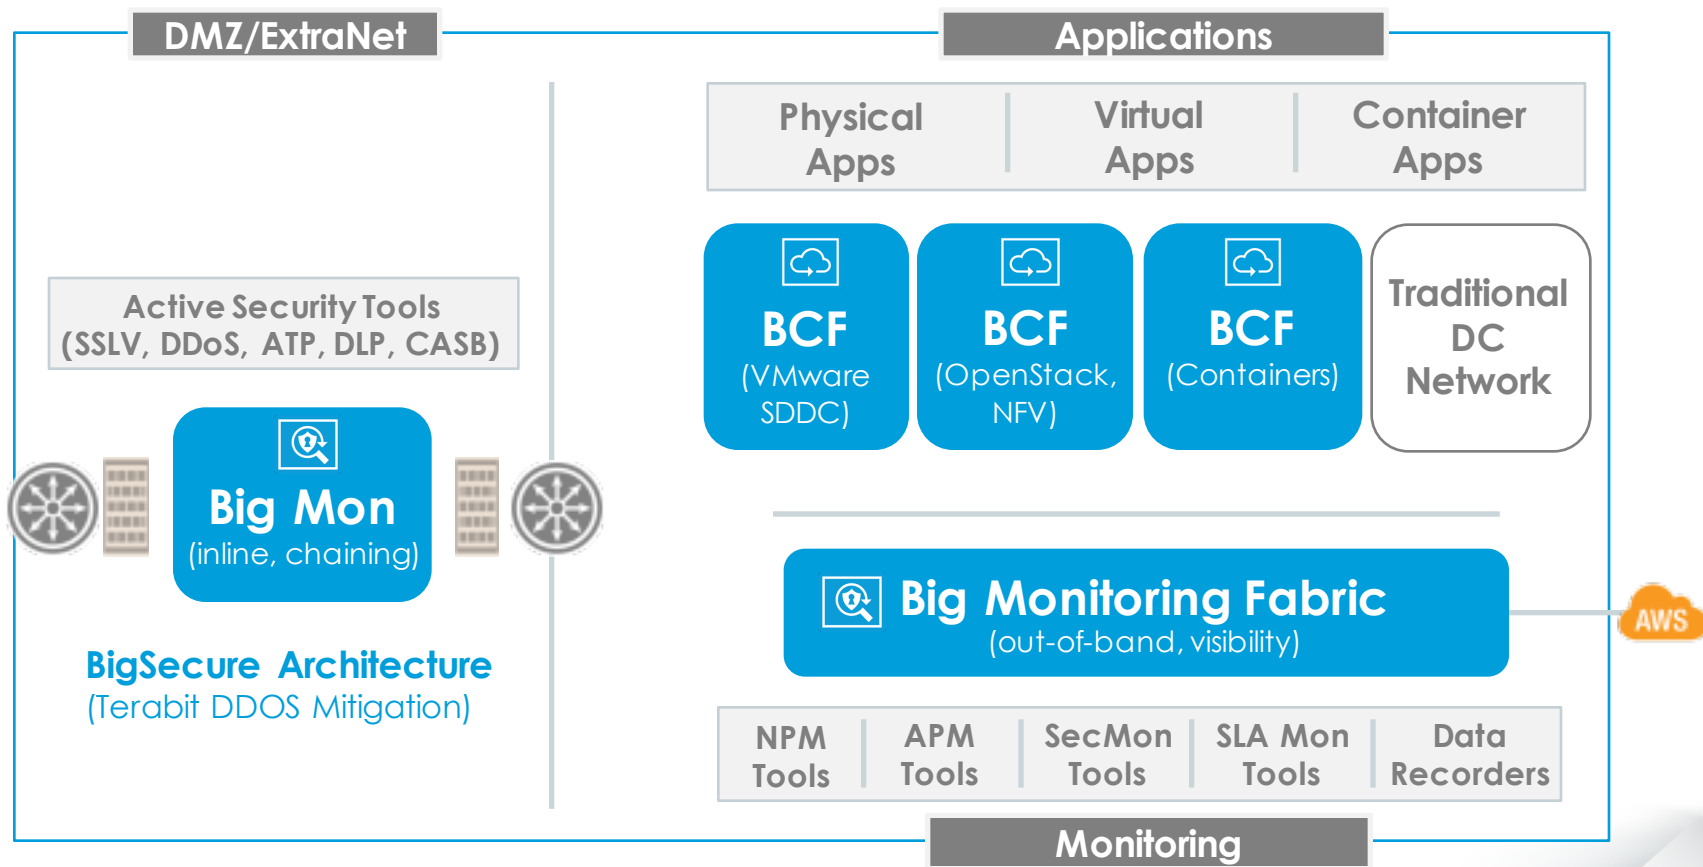 DMZ/ExtraNet
Applications
Physical
Apps
Virtual
Apps
Container
Apps
BCF
(VMware
SDDC)
BCF
(OpenStack,
NFV)
BCF
(Containers)
Traditional
DC
Network
Active Security Tools
(SSLV, DDoS, ATP, DLP, CASB)
Big Mon
(inline, chaining)
BigSecure Architecture
(Terabit DDOS Mitigation)
Big Monitoring Fabric
(out-of-band, visibility)
AWS
NPM
Tools
APM
Tools
SecMon
Tools
SLA Mon
Tools
Data
Recorders
Monitoring